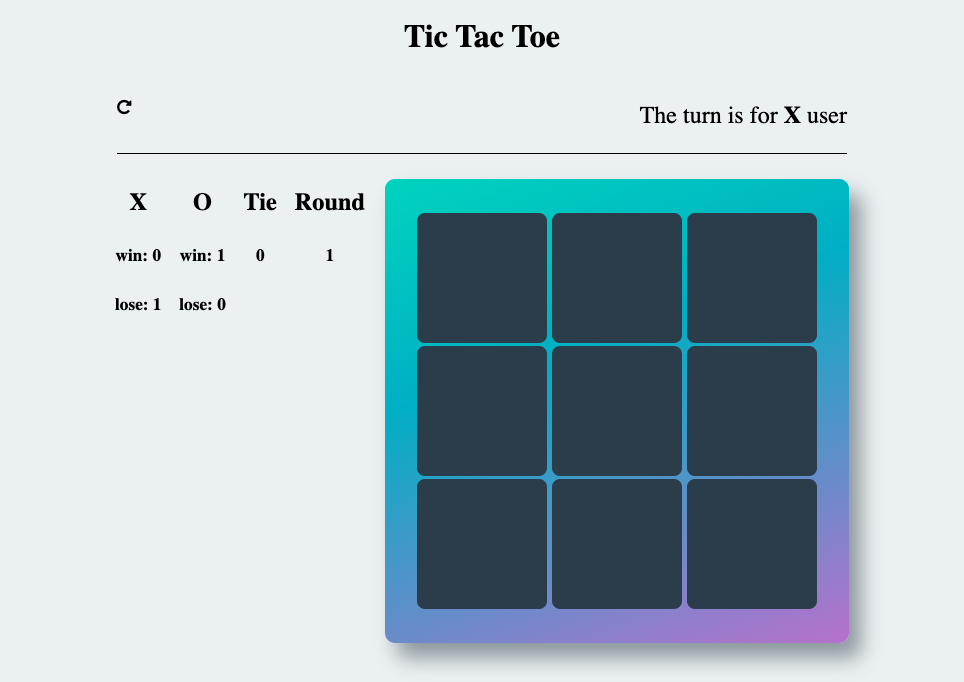 Tic Tac Toe
The turn is for X user
X O Tie Round
win: 0 win: 1 0 1
lose: 1 lose: 0